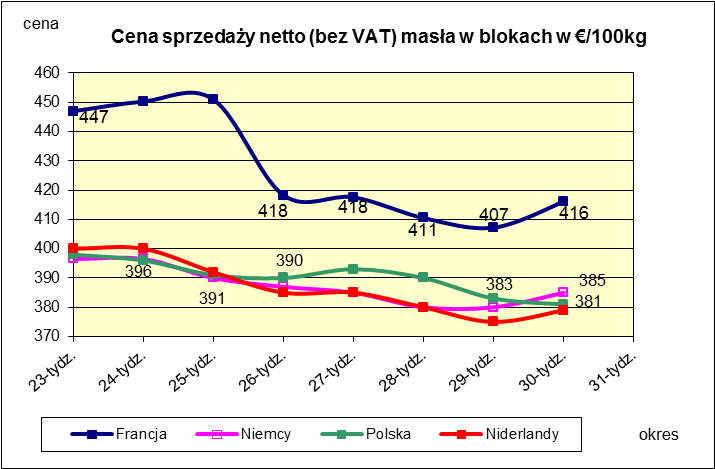 cena
Cena sprzedaży netto (bez VAT) masła w blokach w €/100kg
460
450
440
430
420
410
400
390
380
370
447
418
418
411
407
416
396
391
390
383
385
381
23-tydz.
24-tydz.
25-tydz.
26-tydz.
27-tydz.
28-tydz.
29-tydz.
30-tydz.
31-tydz.
Francja Niemcy Polska Niderlandy
okres